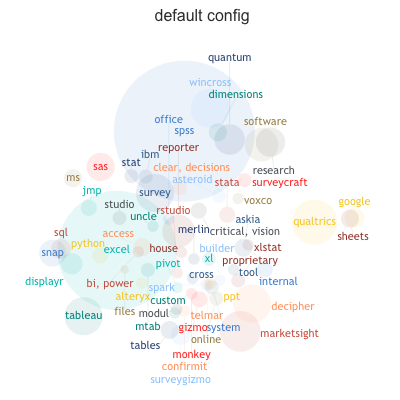 default config
quantum
wincross
dimensions
office
software
spss
reporter
ibm
stat
clear, decisions
research
sas
asteroid
stata
surveycraft
ms
jmp
survey
voxco
google
studio
rstudio
uncle
askia
qualtrics
sql
access
merlin
critical, vision
sheets
python
excel
house
builder
xlstat
snap
pivot
xl
proprietary
displayr
bi, power
cross
tool
internal
spark
alteryx
custom
ppt
files
modul
telmar
decipher
tableau
mtab
gizmo
system
marketsight
online
tables
monkey
confirmit
surveygizmo